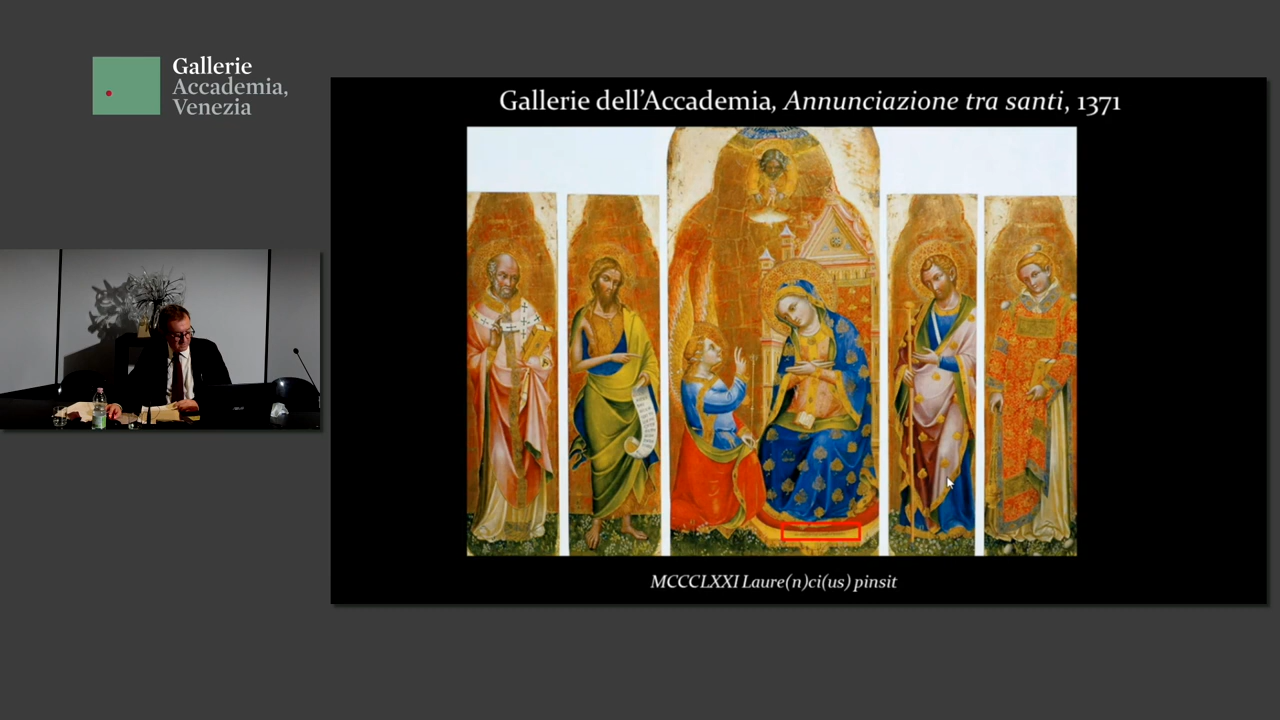 Gallerie
Accademia,
Venezia
Gallerie dell'Accademia, Annunciazione tra santi, 1371
MCCCLXXI Laure(n)ci(us) pinsit